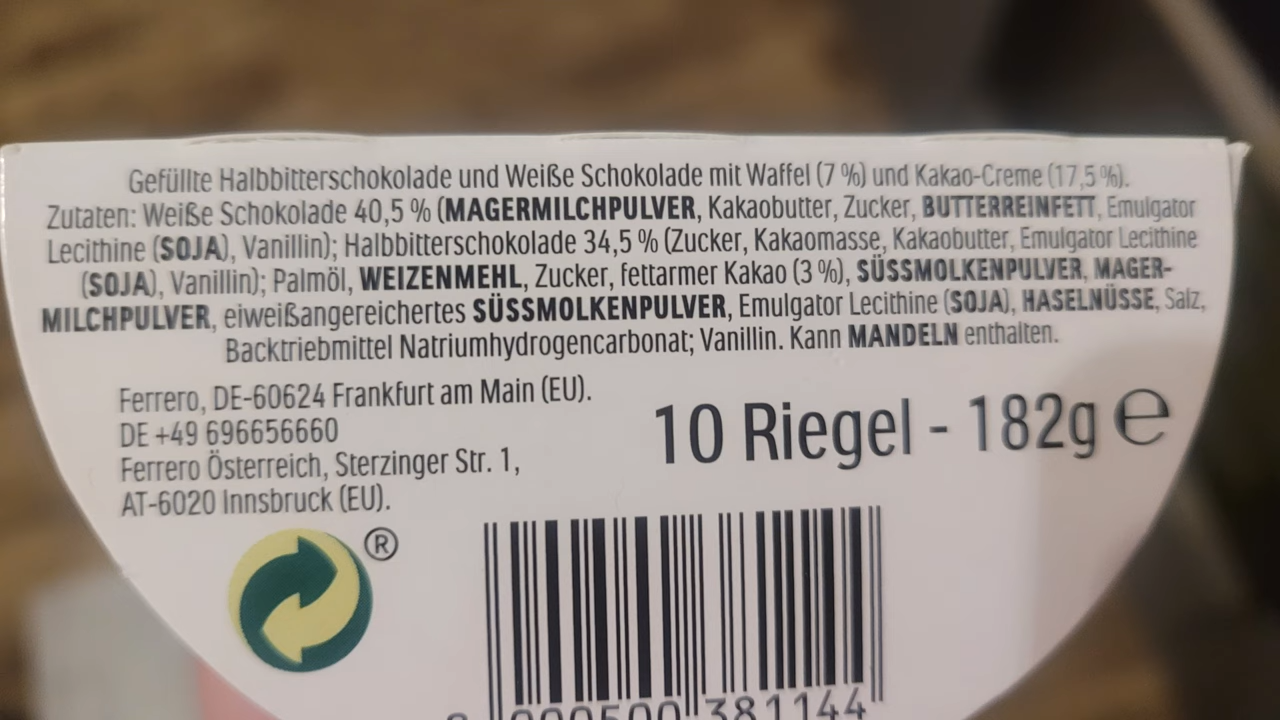 Gefüllte Halbbitterschokolade und Weiße Schokolade mit Waffel (7 %) und Kakao-Creme (17,5 %).
Zutaten: Weiße Schokolade 40,5 % (MAGERMILCHPULVER, Kakaobutter, Zucker, BUTTERREINFETT, Emulgator
Lecithine (SOJA), Vanillin); Halbbitterschokolade 34,5 % (Zucker, Kakaomasse, Kakaobutter, Emulgator Lecithine
(SOJA), Vanillin); Palmöl, WEIZENMEHL, Zucker, fettarmer Kakao (3 %), SÜSSMOLKENPULVER, MAGER-
MILCHPULVER, eiweißangereichertes SÜSSMOLKENPULVER, Emulgator Lecithine (SOJA), HASELNÜSSE, Salz,
Backtriebmittel Natriumhydrogencarbonat; Vanillin. Kann MANDELN enthalten.
Ferrero, DE-60624 Frankfurt am Main (EU).
DE +49 696656660
Ferrero Österreich, Sterzinger Str. 1,
AT-6020 Innsbruck (EU).
10 Riegel - 182g e
®
000500 381144